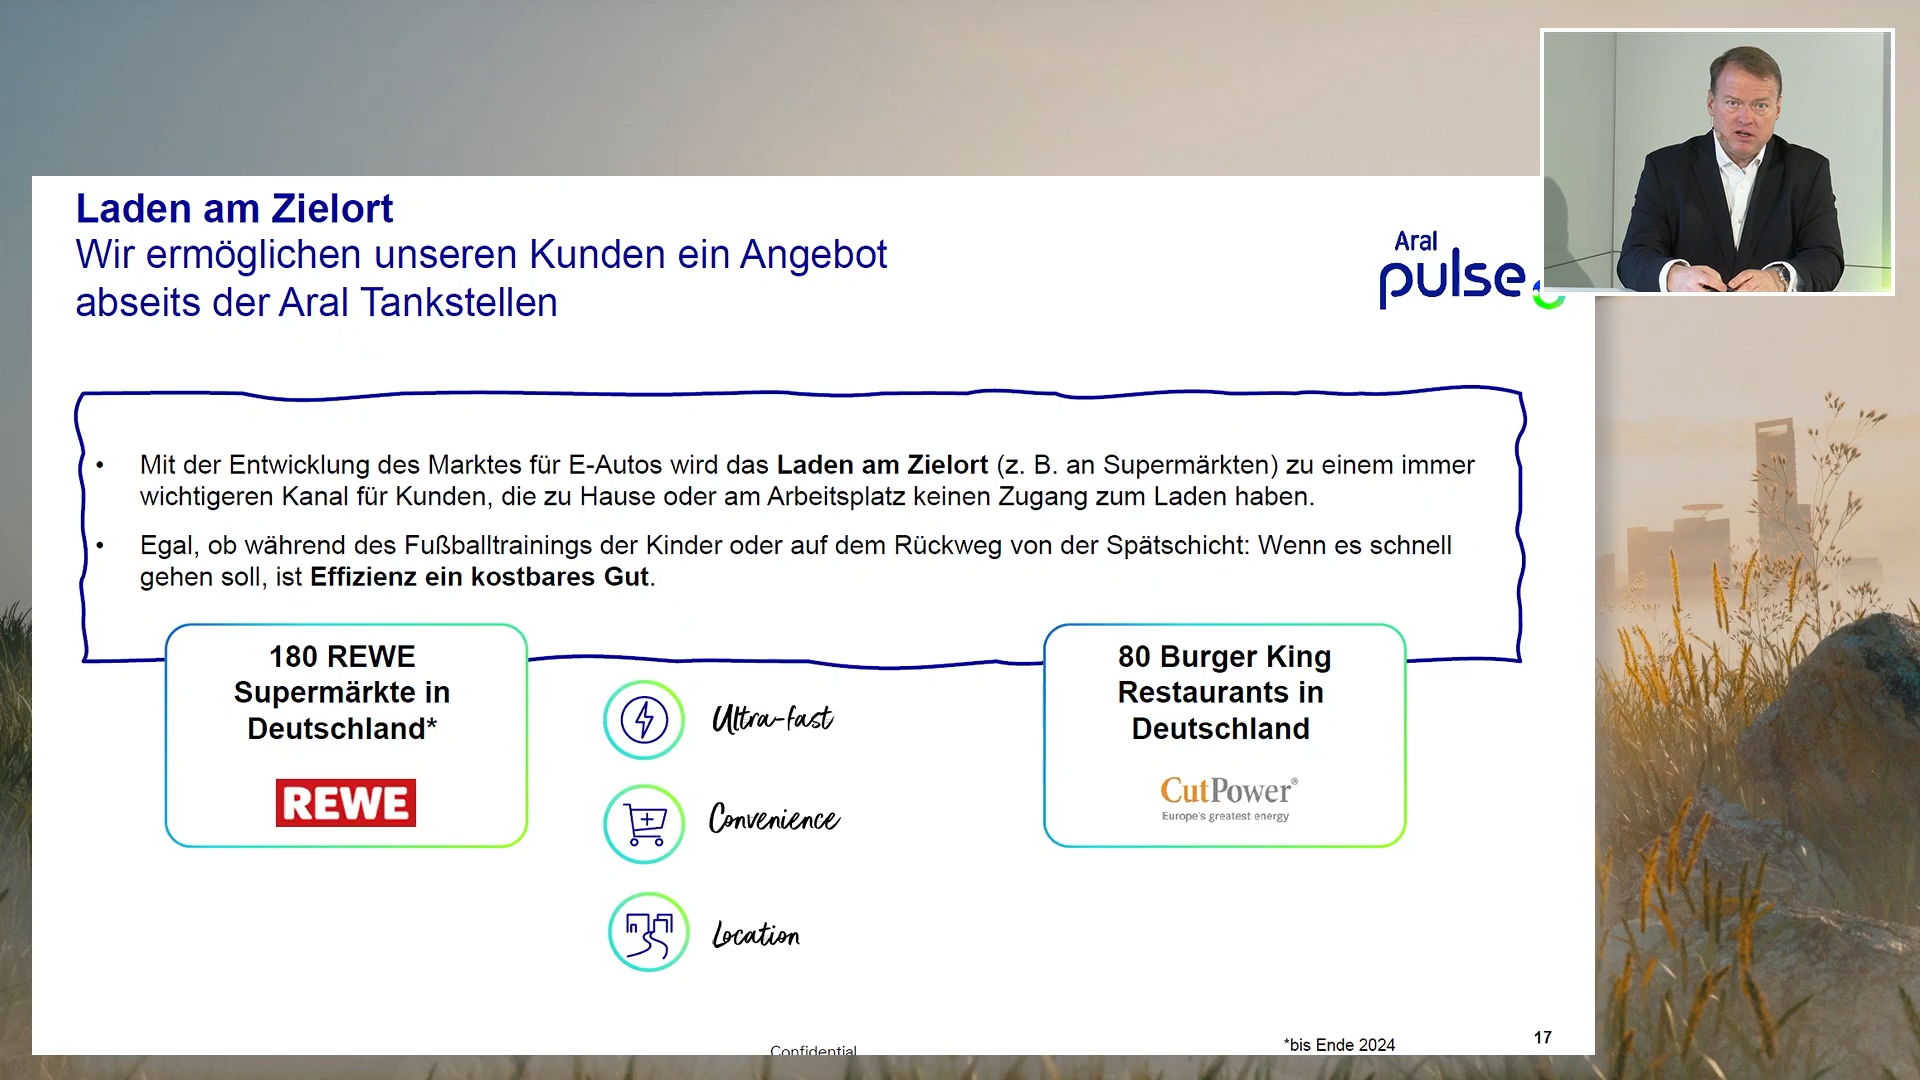 Laden am Zielort
Wir ermöglichen unseren Kunden ein Angebot
abseits der Aral Tankstellen
Aral
pulse
• Mit der Entwicklung des Marktes für E-Autos wird das Laden am Zielort (z. B. an Supermärkten) zu einem immer
wichtigeren Kanal für Kunden, die zu Hause oder am Arbeitsplatz keinen Zugang zum Laden haben.
• Egal, ob während des Fußballtrainings der Kinder oder auf dem Rückweg von der Spätschicht: Wenn es schnell
gehen soll, ist Effizienz ein kostbares Gut.
180 REWE
Supermärkte in
Deutschland*
REWE
Ultra-fast
Convenience
Location
80 Burger King
Restaurants in
Deutschland
CutPower®
Europe's greatest energy
Confidential
*bis Ende 2024
17